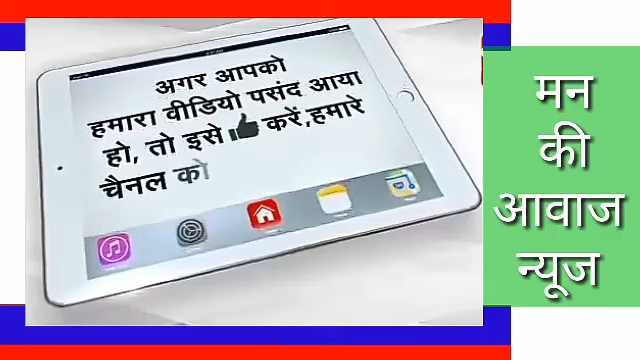 अगर आपको
हमारा वीडियो पसंद आया
हो, तो इसे 👍 करें,हमारे
चैनल को
मन
की
आवाज
न्यूज